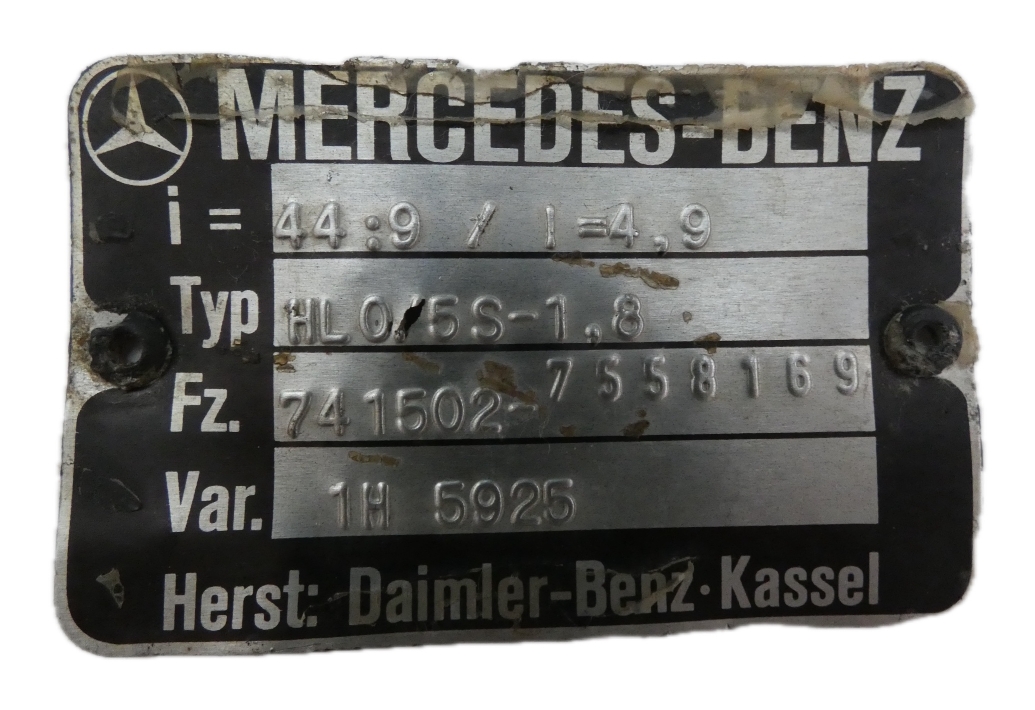 MERCEDES-BENZ
i = 44:9 / I=4,9
Typ HL0/5S-1,8
Fz. 741502-7558169
Var. 1H 5925
Herst: Daimler-Benz·Kassel